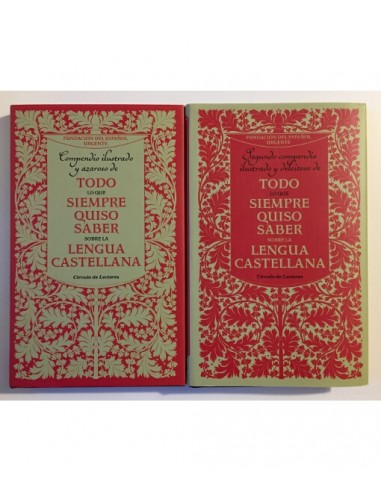 FUNDACIÓN DEL ESPAÑOL
URGENTE
Compendio ilustrado
y azaroso de
TODO
LO QUE
SIEMPRE
QUISO
SABER
SOBRE LA
LENGUA
CASTELLANA
Círculo de Lectores
FUNDACIÓN DEL ESPAÑOL
URGENTE
Segundo compendio
ilustrado y deleitoso de
TODO
LO QUE
SIEMPRE
QUISO
SABER
SOBRE LA
LENGUA
CASTELLANA
Círculo de Lectores